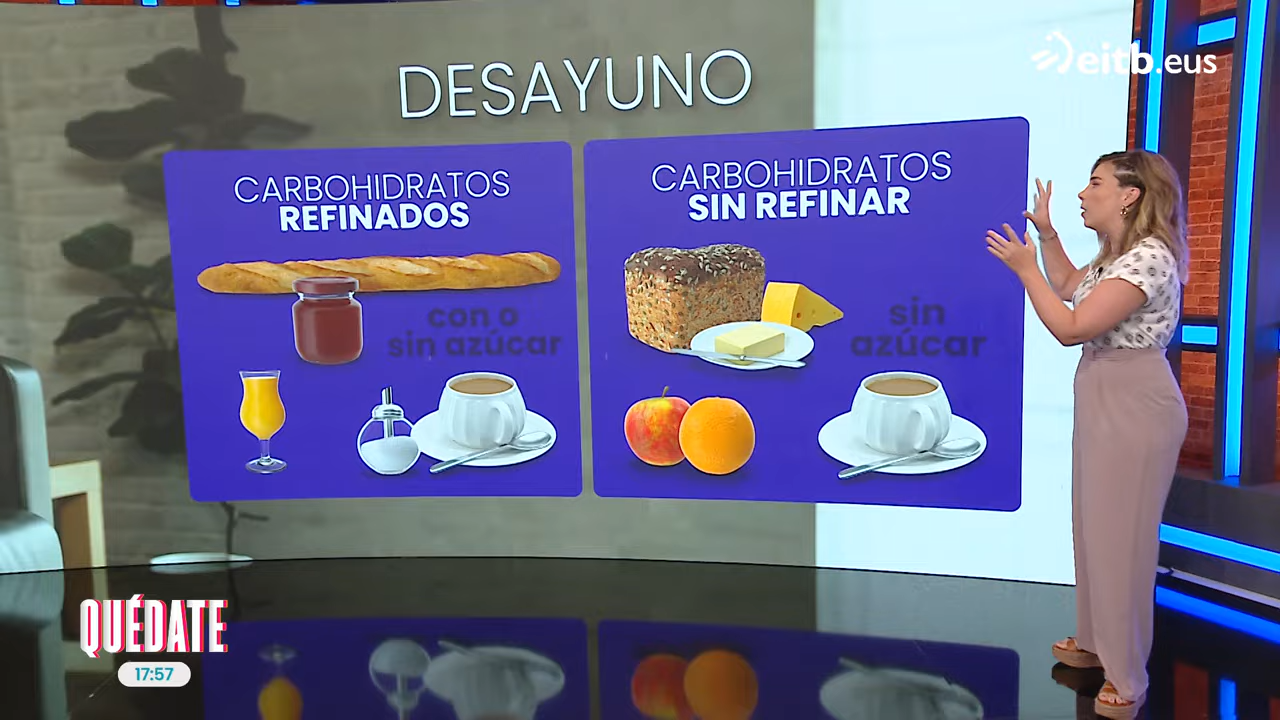 eitb.eus
DESAYUNO
CARBOHIDRATOS
REFINADOS
con o
sin azúcar
CARBOHIDRATOS
SIN REFINAR
sin
azúcar
QUÉDATE
17:57